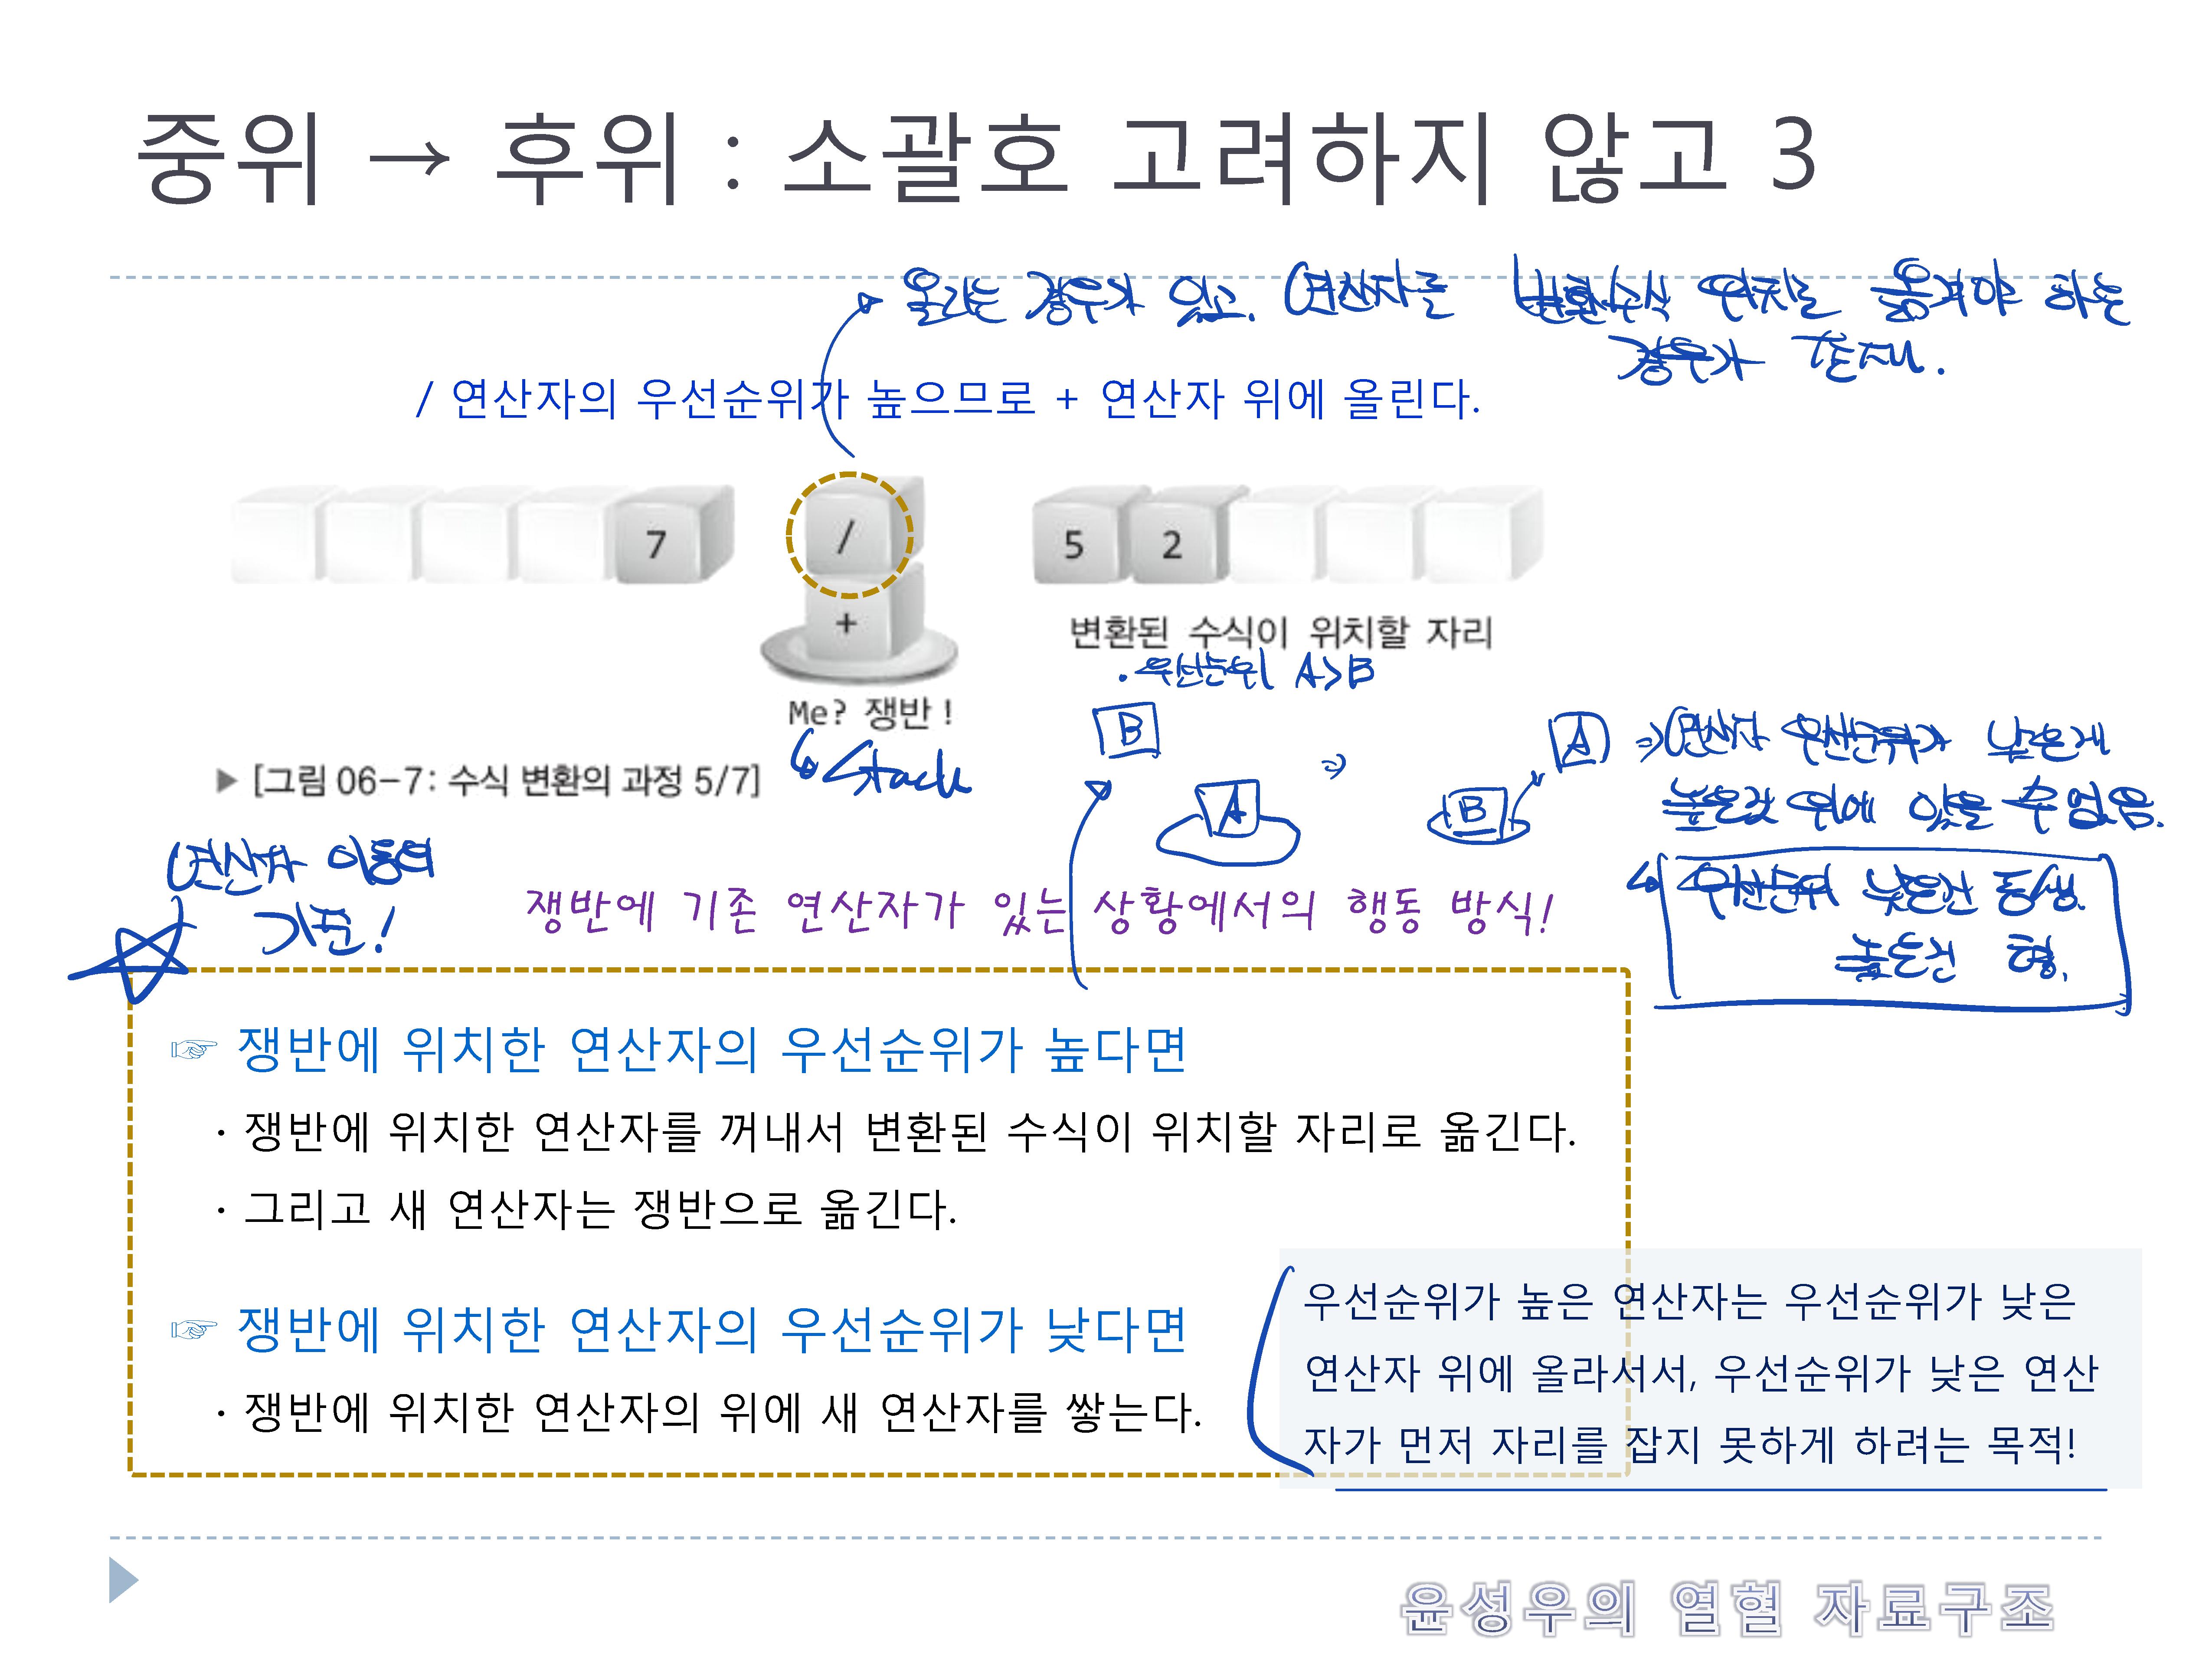 중위 → 후위 : 소괄호 고려하지 않고 3
올리는 경우가 있고. 연산자를 변환수식 위치로 옮겨야 하는
경우가 존재.
/ 연산자의 우선순위가 높으므로 + 연산자 위에 올린다.
7 / 5 2
+
변환된 수식이 위치할 자리
Me? 쟁반 !
Stack
▶ [그림 06-7: 수식 변환의 과정 5/7]
· 우선순위 A>B
B A ⇒ B A
⇒ 연산자 우선순위가 낮은게
높은것 위에 있을 수 없음.
우선순위 낮은건 동생.
높은건 형.
연산자 이동의
기준!
쟁반에 기존 연산자가 있는 상황에서의 행동 방식!
☞ 쟁반에 위치한 연산자의 우선순위가 높다면
· 쟁반에 위치한 연산자를 꺼내서 변환된 수식이 위치할 자리로 옮긴다.
· 그리고 새 연산자는 쟁반으로 옮긴다.
☞ 쟁반에 위치한 연산자의 우선순위가 낮다면
· 쟁반에 위치한 연산자의 위에 새 연산자를 쌓는다.
우선순위가 높은 연산자는 우선순위가 낮은
연산자 위에 올라서서, 우선순위가 낮은 연산
자가 먼저 자리를 잡지 못하게 하려는 목적!
윤성우의 열혈 자료구조